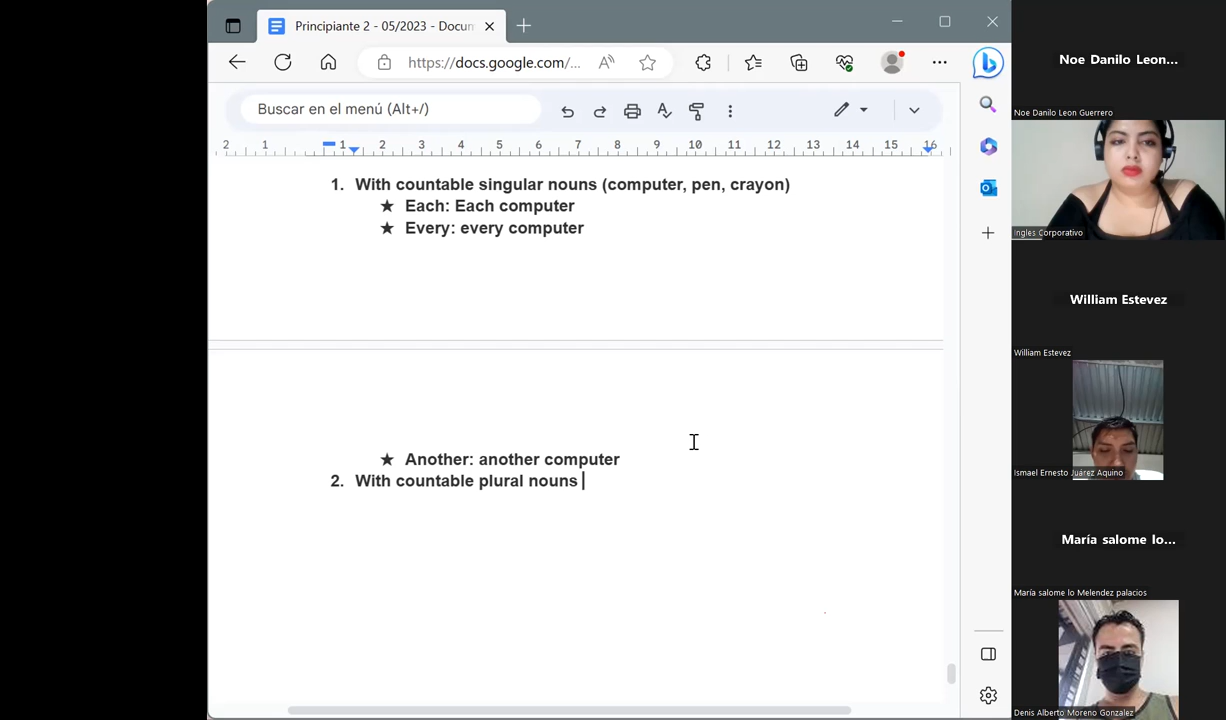 Principiante 2 - 05/2023 - Docum
https://docs.google.com/...
Buscar en el menú (Alt+/)
2 1 1 2 3 4 5 6 7 8 9 10 11 12 13 14 15 16
1. With countable singular nouns (computer, pen, crayon)
★ Each: Each computer
★ Every: every computer
★ Another: another computer
2. With countable plural nouns
Noe Danilo Leon...
Noe Danilo Leon Guerrero
Ingles Corporativo
William Estevez
William Estevez
Ismael Ernesto Juárez Aquino
María salome lo...
María salome lo Melendez palacios
Denis Alberto Moreno Gonzalez